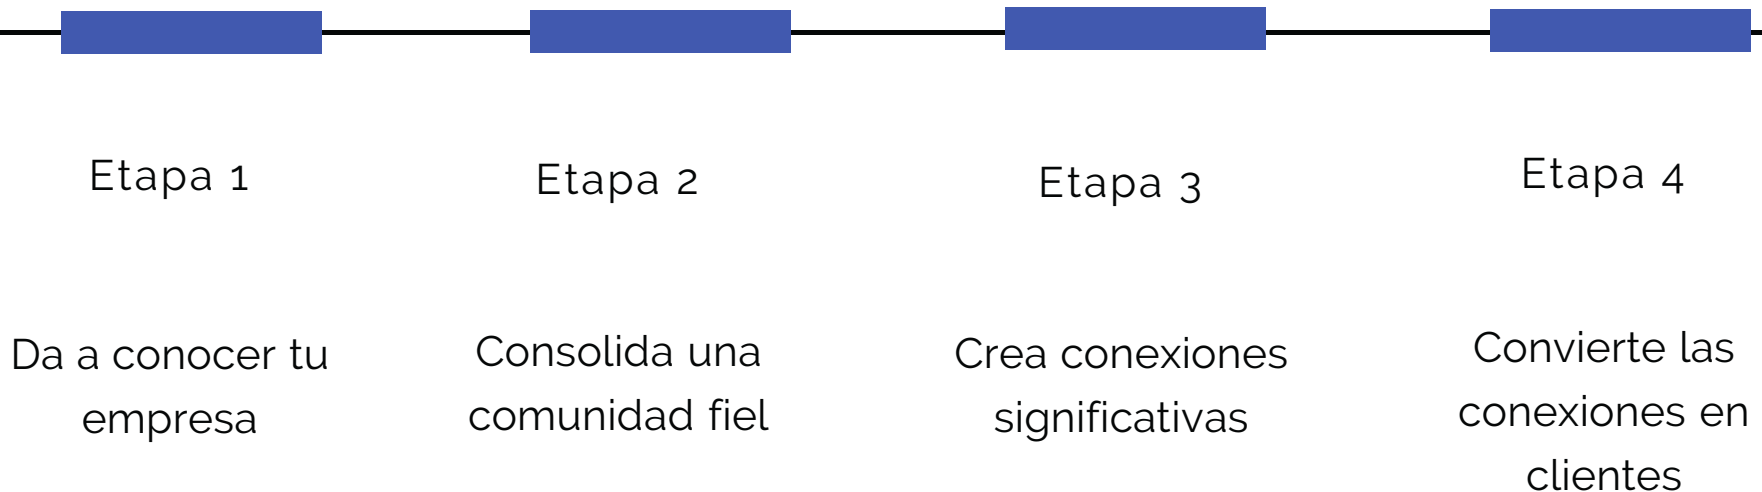 Etapa 1
Da a conocer tu
empresa
Etapa 2
Consolida una
comunidad fiel
Etapa 3
Crea conexiones
significativas
Etapa 4
Convierte las
conexiones en
clientes